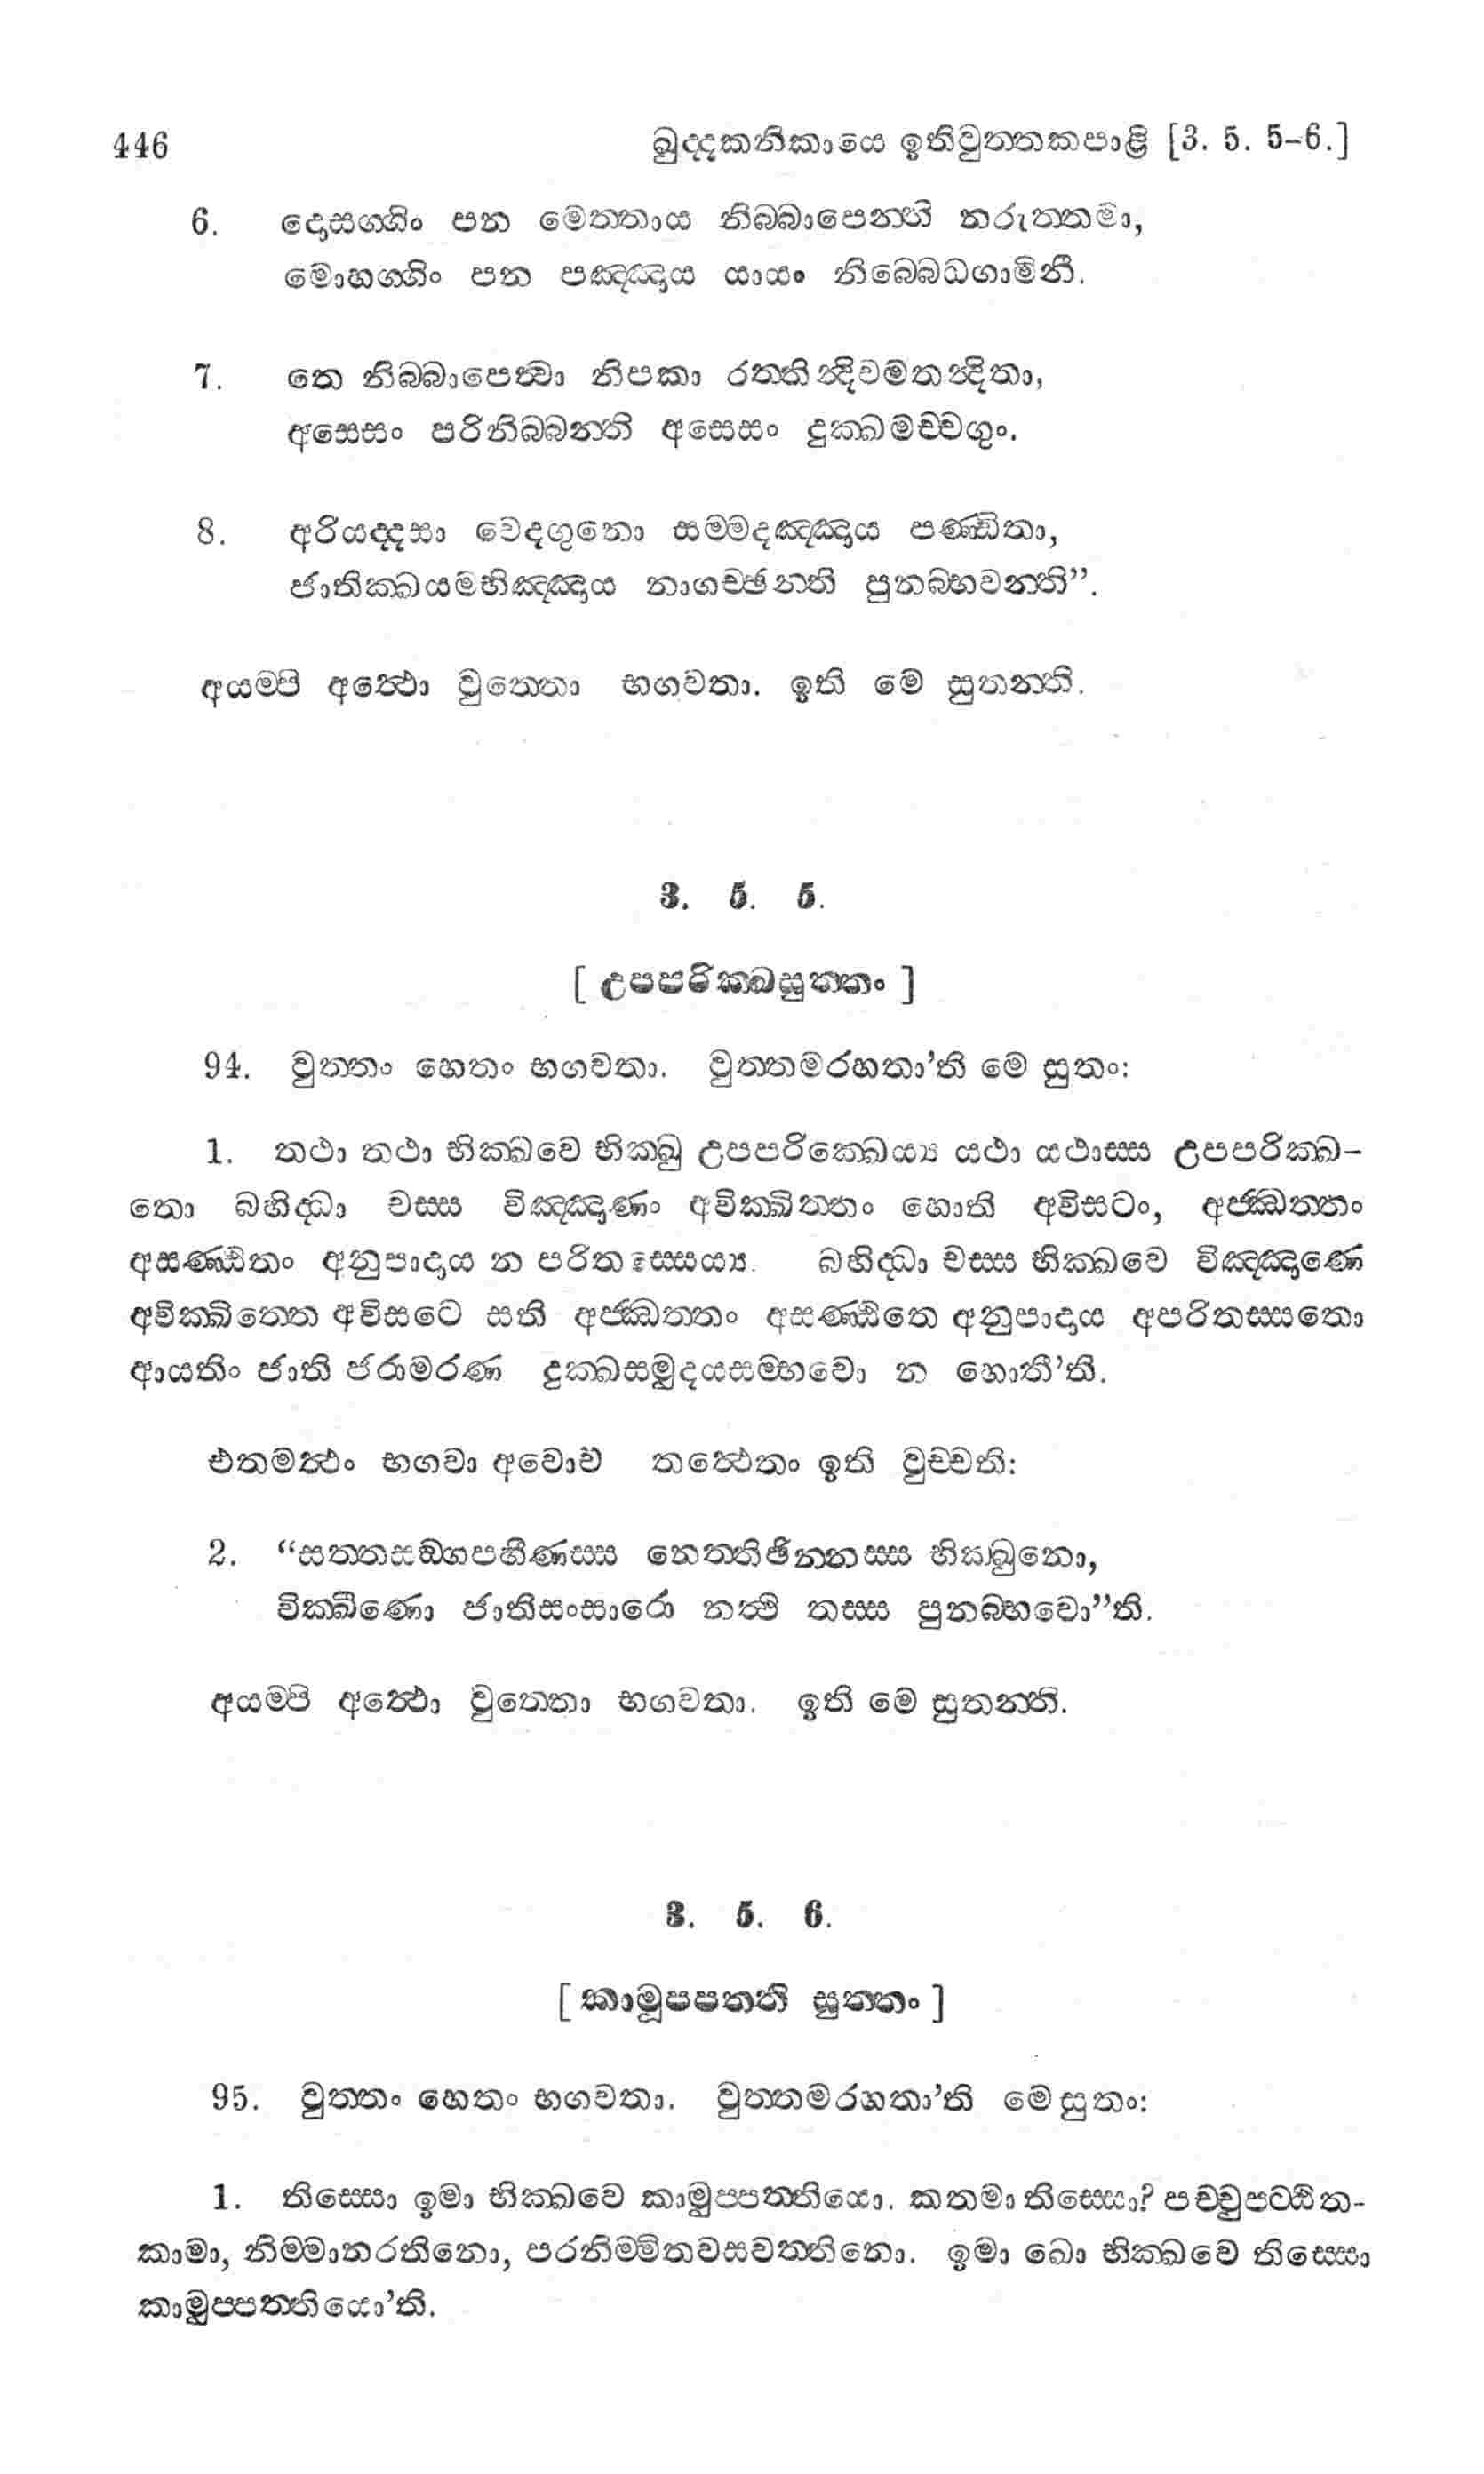 446 ඛුද්දකනිකායෙ ඉතිවුත්තකපාළි [3. 5. 5-6.]
6. දොසග්ගිං පන මෙත්තාය නිබ්බාපෙන්ති නරුත්තමා,
මොහග්ගිං පන පඤ්ඤාය යායං නිබ්බෙධගාමිනී.
7. තෙ නිබ්බාපෙත්වා නිපකා රත්තින්දිවමතන්දිතා,
අසෙසං පරිනිබ්බන්ති අසෙසං දුක්ඛමච්චගුං.
8. අරියද්දසා වෙදගුනො සම්මදඤ්ඤාය පණ්ඩිතා,
ජාතික්ඛයමභිඤ්ඤාය නාගච්ඡන්ති පුනබ්භවන්ති”.
අයම්පි අත්ථො වුත්තො භගවතා. ඉති මෙ සුතන්ති.
3. 5. 5.
[ උපපරික්ඛසුත්තං ]
94. වුත්තං හෙතං භගවතා. වුත්තමරහතා’ති මෙ සුතං:
1. තථා තථා භික්ඛවෙ භික්ඛු උපපරික්ඛෙය්‍ය යථා යථාස්ස උපපරික්ඛ-
තො බහිද්ධා චස්ස විඤ්ඤාණං අවික්ඛිත්තං හොති අවිසටං, අජ්ඣත්තං
අසණ්ඨිතං අනුපාදාය න පරිතස්සෙය්‍ය. බහිද්ධා චස්ස භික්ඛවෙ විඤ්ඤාණෙ
අවික්ඛිත්තෙ අවිසටෙ සති අජ්ඣත්තං අසණ්ඨිතෙ අනුපාදාය අපරිතස්සතො
ආයතිං ජාති ජරාමරණ දුක්ඛසමුදයසම්භවො න හොතී’ති.
එතමත්ථං භගවා අවොච තත්ථෙතං ඉති වුච්චති:
2. “සත්තසඞ්ගපහීණස්ස නෙත්තිඡින්නස්ස භික්ඛුනො,
වික්ඛීණො ජාතිසංසාරො නත්ථි තස්ස පුනබ්භවො”ති.
අයම්පි අත්ථො වුත්තො භගවතා. ඉති මෙ සුතන්ති.
3. 5. 6.
[ කාමූපපත්ති සුත්තං ]
95. වුත්තං හෙතං භගවතා. වුත්තමරහතා’ති මෙ සුතං:
1. තිස්සො ඉමා භික්ඛවෙ කාමුප්පත්තියො. කතමා තිස්සො? පච්චුපට්ඨිත-
කාමා, නිම්මානරතිනො, පරනිම්මිතවසවත්තිනො. ඉමා ඛො භික්ඛවෙ තිස්සො
කාමුප්පත්තියො’ති.